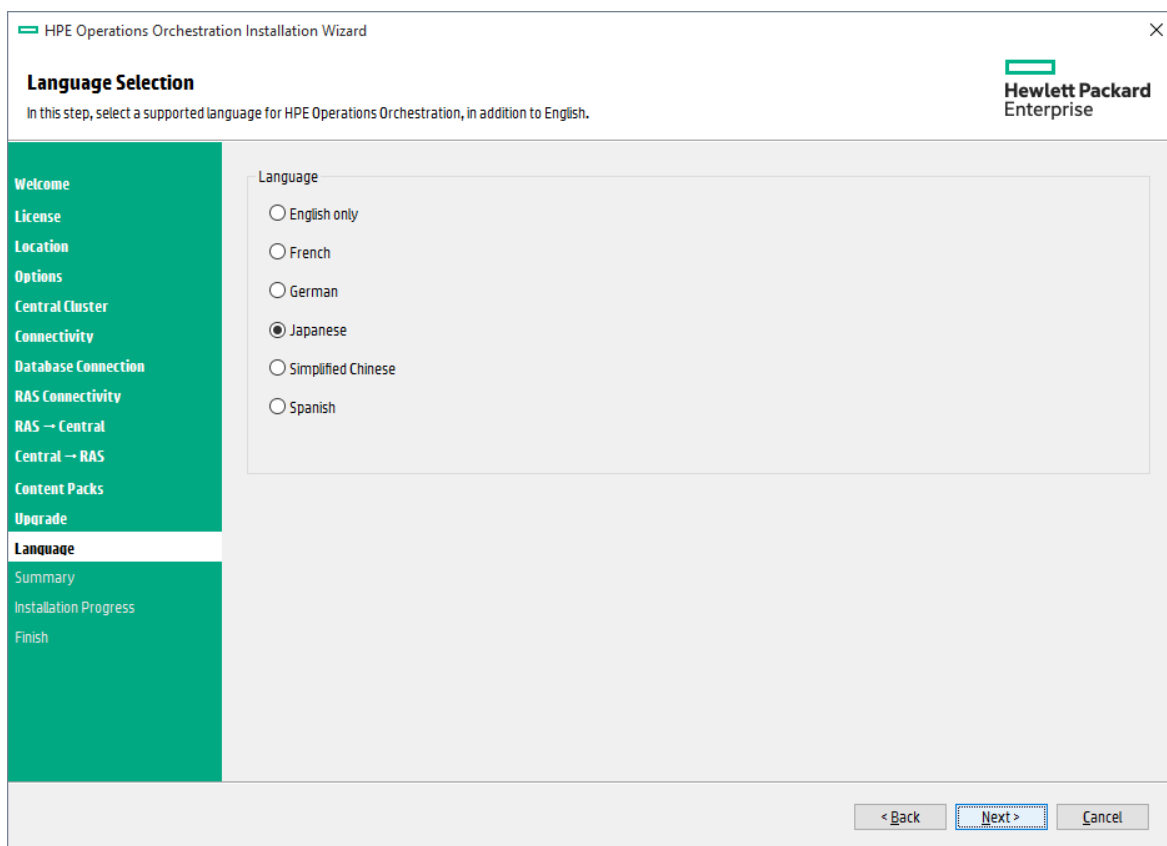 HPE Operations Orchestration Installation Wizard
Language Selection
In this step, select a supported language for HPE Operations Orchestration, in addition to English.
Hewlett Packard
Enterprise
Welcome
License
Location
Options
Central Cluster
Connectivity
Database Connection
RAS Connectivity
RAS → Central
Central → RAS
Content Packs
Upgrade
Language
Summary
Installation Progress
Finish
Language
English only
French
German
Japanese
Simplified Chinese
Spanish
< Back
Next >
Cancel